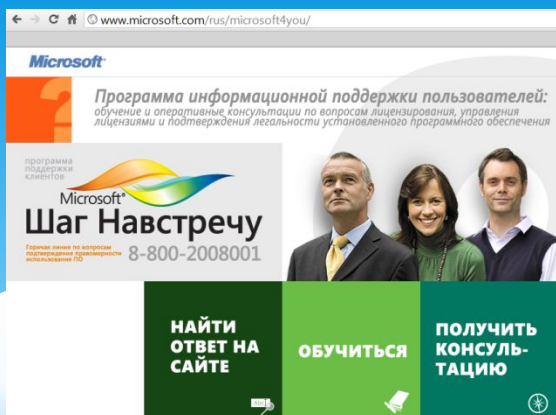 www.microsoft.com/rus/microsoft4you/
Microsoft
Программа информационной поддержки пользователей:
обучение и оперативные консультации по вопросам лицензирования, управления
лицензиями и подтверждения легальности установленного программного обеспечения
программа
поддержки
клиентов
Microsoft®
Шаг Навстречу
Горячая линия по вопросам
подтверждение правомерности
использования ПО
8-800-2008001
НАЙТИ
ОТВЕТ НА
САЙТЕ
ОБУЧИТЬСЯ
ПОЛУЧИТЬ
КОНСУЛЬ-
ТАЦИЮ